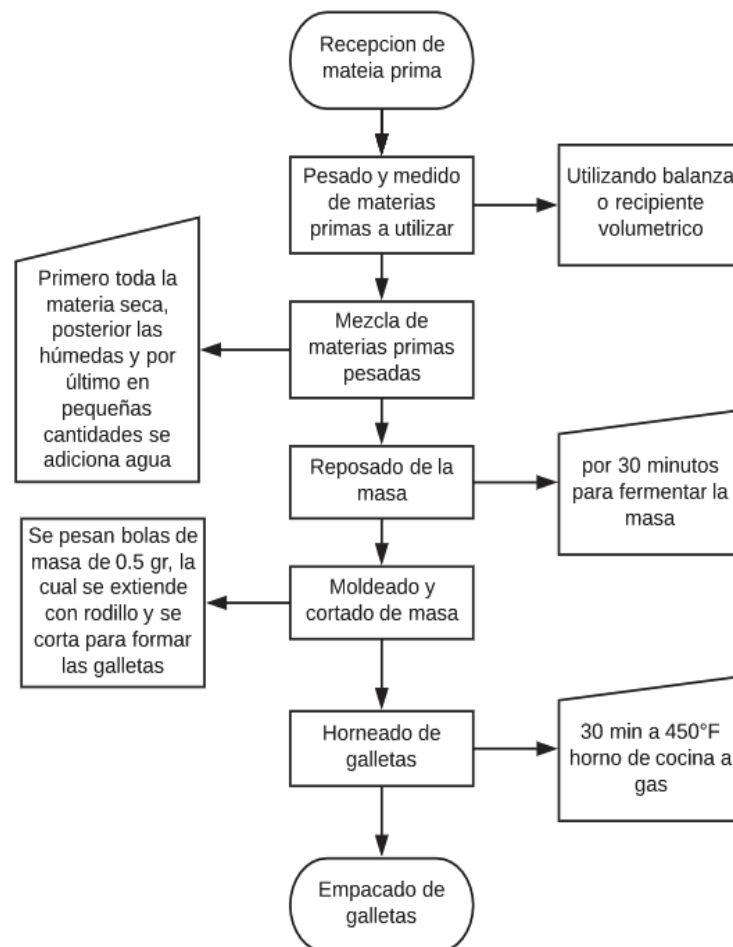 Recepcion de
mateia prima
Pesado y medido
de materias
primas a utilizar
Utilizando balanza
o recipiente
volumetrico
Primero toda la
materia seca,
posterior las
húmedas y por
último en
pequeñas
cantidades se
adiciona agua
Mezcla de
materias primas
pesadas
Reposado de la
masa
por 30 minutos
para fermentar la
masa
Se pesan bolas de
masa de 0.5 gr, la
cual se extiende
con rodillo y se
corta para formar
las galletas
Moldeado y
cortado de masa
Horneado de
galletas
30 min a 450°F
horno de cocina a
gas
Empacado de
galletas